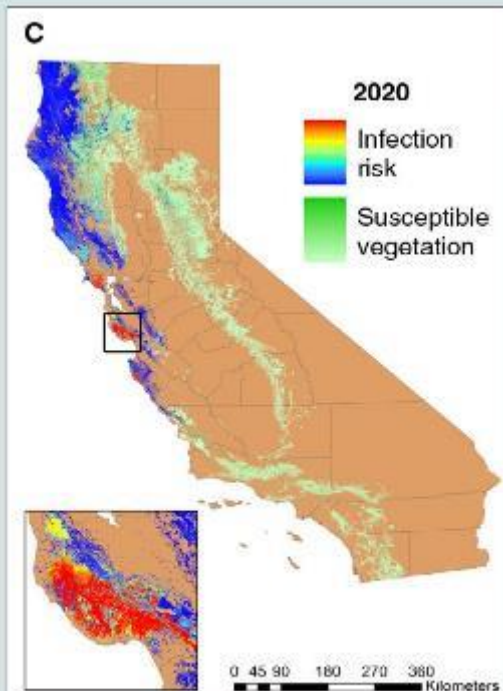 C
2020
Infection
risk
Susceptible
vegetation
0 45 90 180 270 360
Kilometers